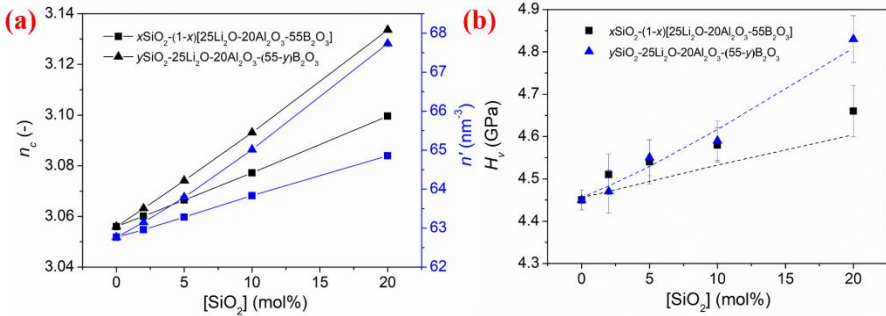 (a)
xSiO₂-(1-x)[25Li₂O-20Al₂O₃-55B₂O₃]
ySiO₂-25Li₂O-20Al₂O₃-(55-y)B₂O₃
3.14
3.12
3.10
3.08
3.06
3.04
n_c (-)
68
67
66
65
64
63
62
n' (nm⁻³)
0 5 10 15 20
[SiO₂] (mol%)
(b)
xSiO₂-(1-x)[25Li₂O-20Al₂O₃-55B₂O₃]
ySiO₂-25Li₂O-20Al₂O₃-(55-y)B₂O₃
4.9
4.8
4.7
4.6
4.5
4.4
4.3
H_v (GPa)
0 5 10 15 20
[SiO₂] (mol%)